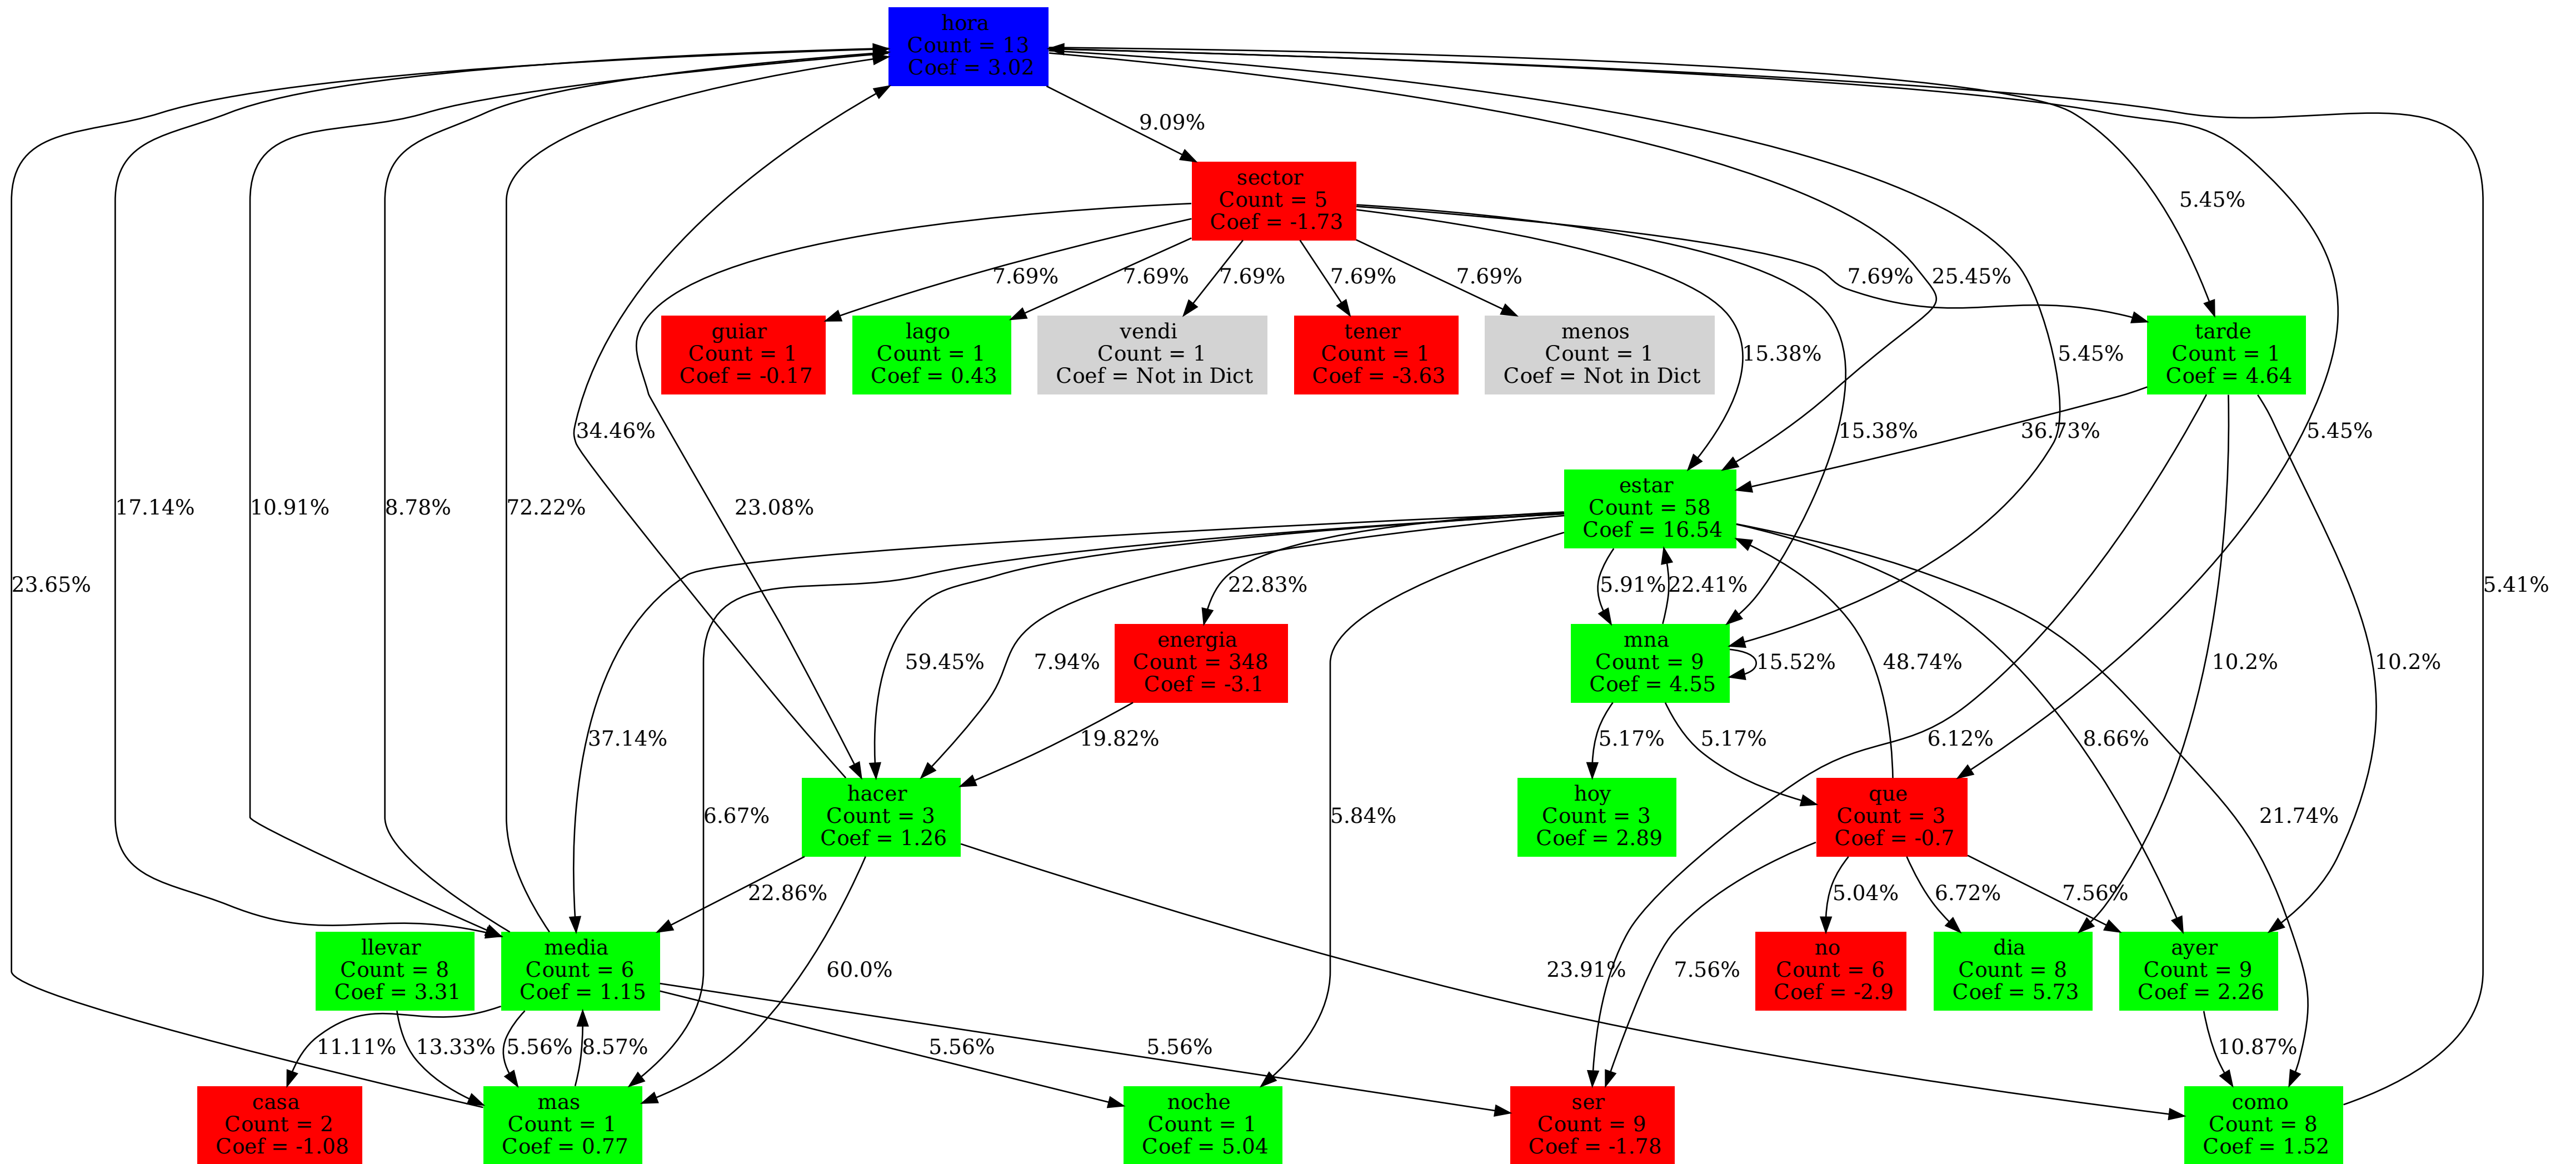 hora
Count = 13
Coef = 3.02
9.09%
sector
Count = 5
Coef = -1.73
5.45%
7.69%
7.69%
7.69%
7.69%
7.69%
7.69%
25.45%
guiar
Count = 1
Coef = -0.17
lago
Count = 1
Coef = 0.43
vendi
Count = 1
Coef = Not in Dict
tener
Count = 1
Coef = -3.63
menos
Count = 1
Coef = Not in Dict
tarde
Count = 1
Coef = 4.64
15.38%
5.45%
34.46%
15.38%
36.73%
5.45%
17.14%
10.91%
8.78%
72.22%
23.08%
estar
Count = 58
Coef = 16.54
23.65%
22.83%
5.91%
22.41%
5.41%
59.45%
7.94%
energia
Count = 348
Coef = -3.1
mna
Count = 9
Coef = 4.55
15.52%
48.74%
10.2%
10.2%
37.14%
19.82%
5.17%
5.17%
6.12%
8.66%
6.67%
hacer
Count = 3
Coef = 1.26
5.84%
hoy
Count = 3
Coef = 2.89
que
Count = 3
Coef = -0.7
21.74%
22.86%
5.04%
6.72%
7.56%
llevar
Count = 8
Coef = 3.31
media
Count = 6
Coef = 1.15
60.0%
23.91%
7.56%
no
Count = 6
Coef = -2.9
dia
Count = 8
Coef = 5.73
ayer
Count = 9
Coef = 2.26
11.11%
13.33%
5.56%
8.57%
5.56%
5.56%
10.87%
casa
Count = 2
Coef = -1.08
mas
Count = 1
Coef = 0.77
noche
Count = 1
Coef = 5.04
ser
Count = 9
Coef = -1.78
como
Count = 8
Coef = 1.52